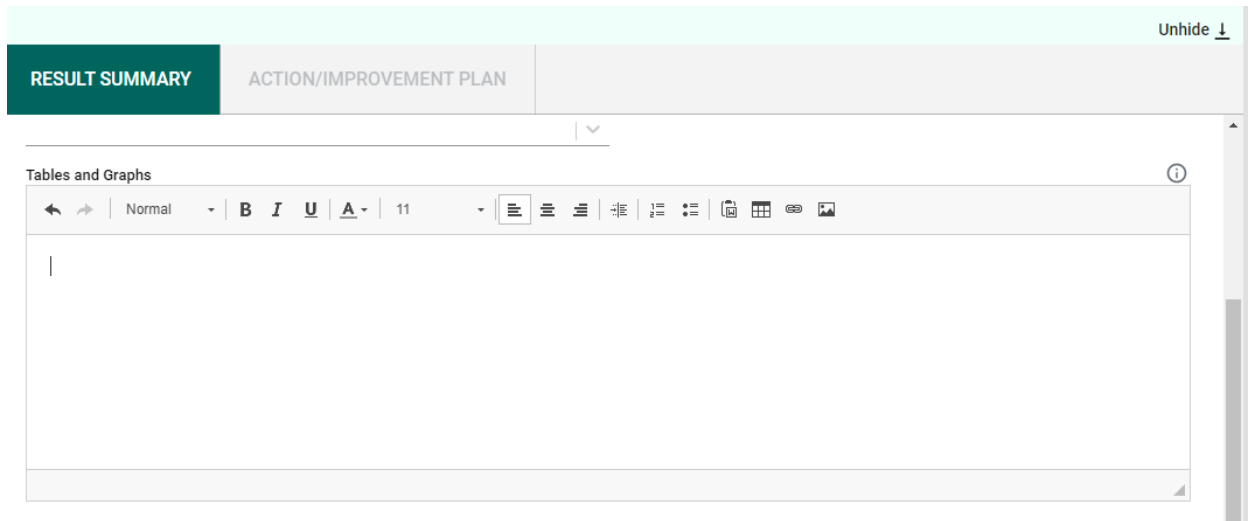 Unhide
RESULT SUMMARY
ACTION/IMPROVEMENT PLAN
Tables and Graphs
Normal B I U A 11